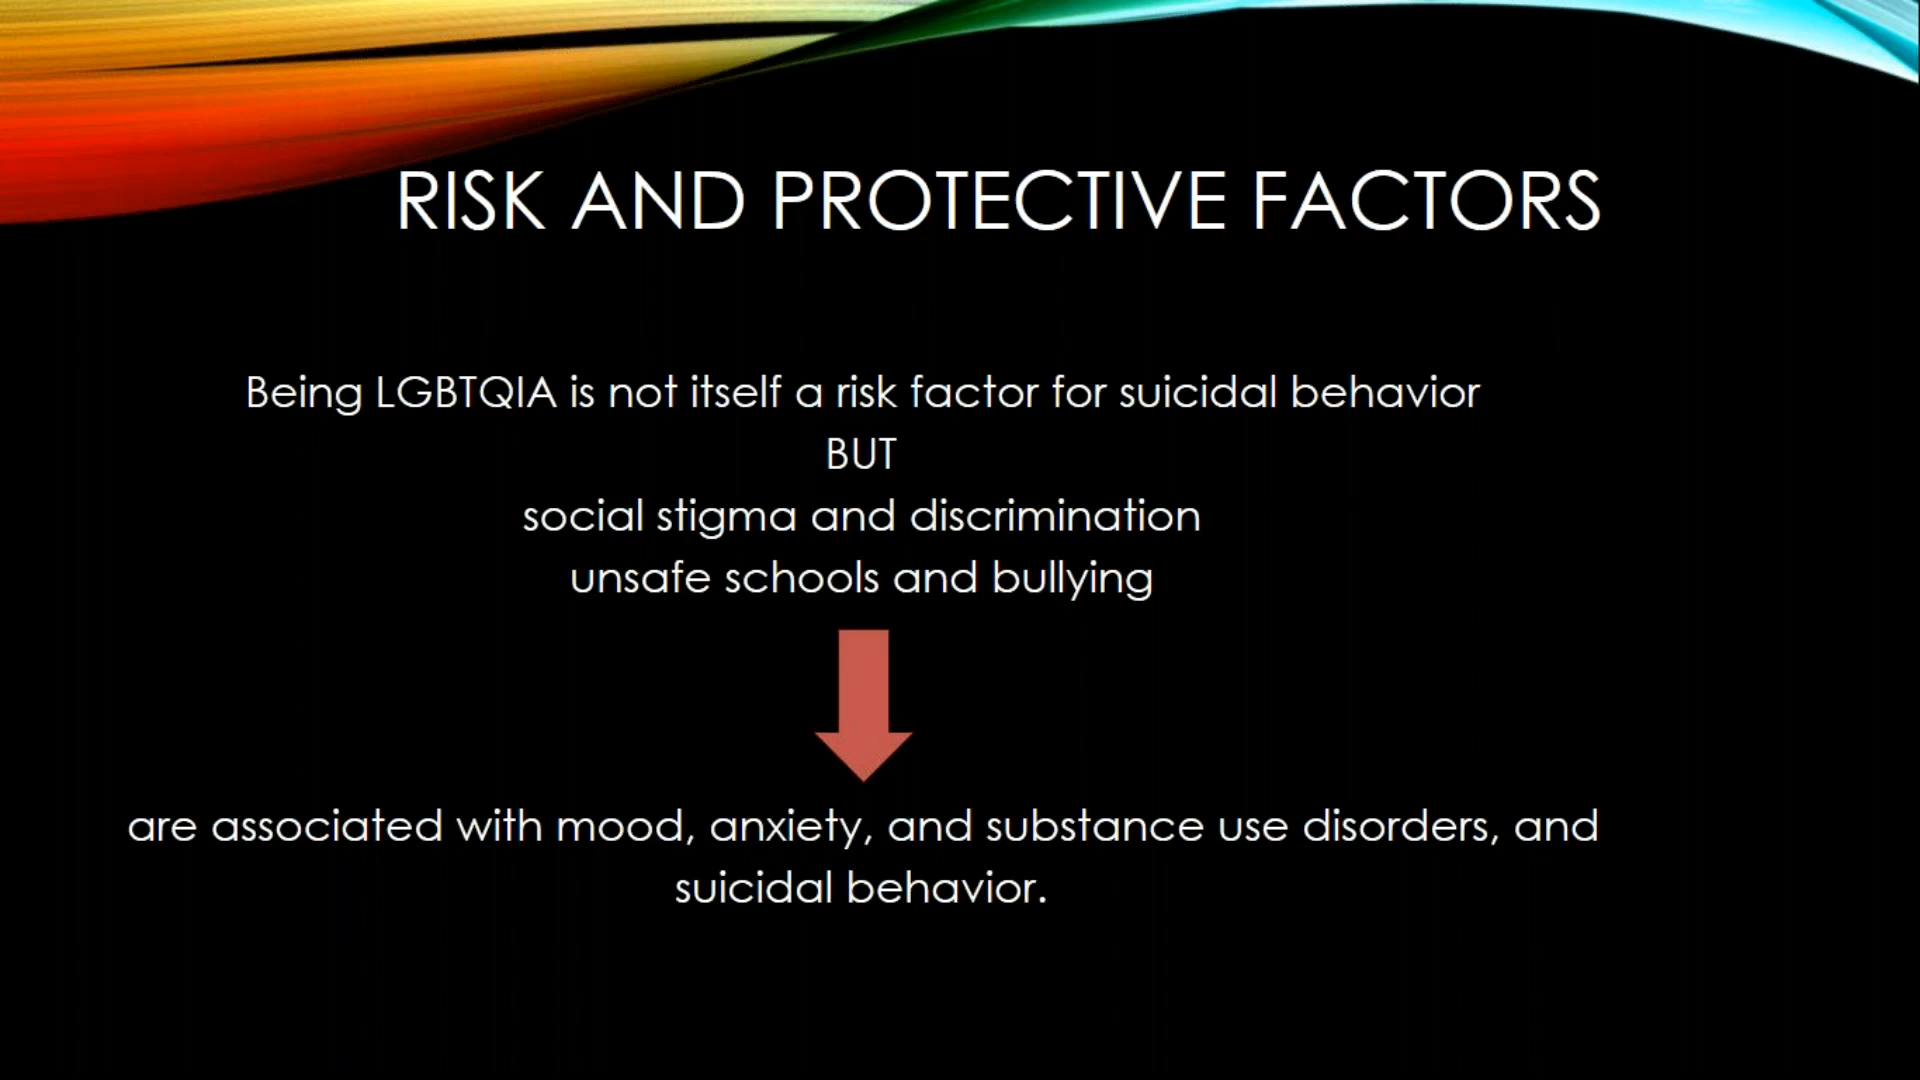 RISK AND PROTECTIVE FACTORS
Being LGBTQIA is not itself a risk factor for suicidal behavior
BUT
social stigma and discrimination
unsafe schools and bullying
are associated with mood, anxiety, and substance use disorders, and
suicidal behavior.